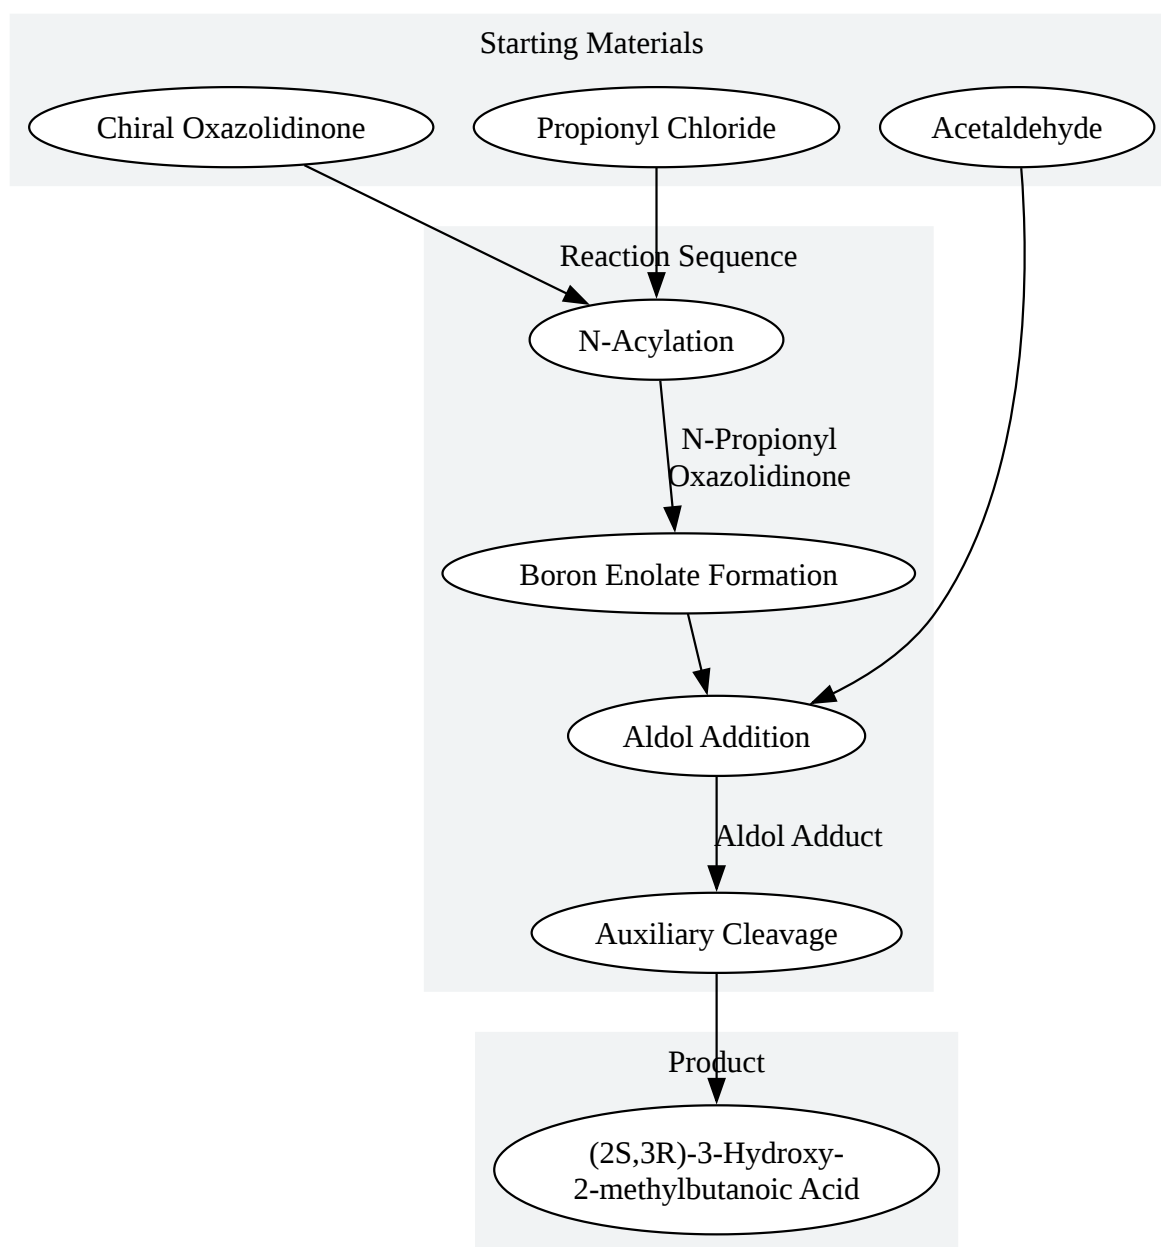 Starting Materials
Chiral Oxazolidinone
Propionyl Chloride
Acetaldehyde
Reaction Sequence
N-Acylation
N-Propionyl
Oxazolidinone
Boron Enolate Formation
Aldol Addition
Aldol Adduct
Auxiliary Cleavage
Product
(2S,3R)-3-Hydroxy-
2-methylbutanoic Acid